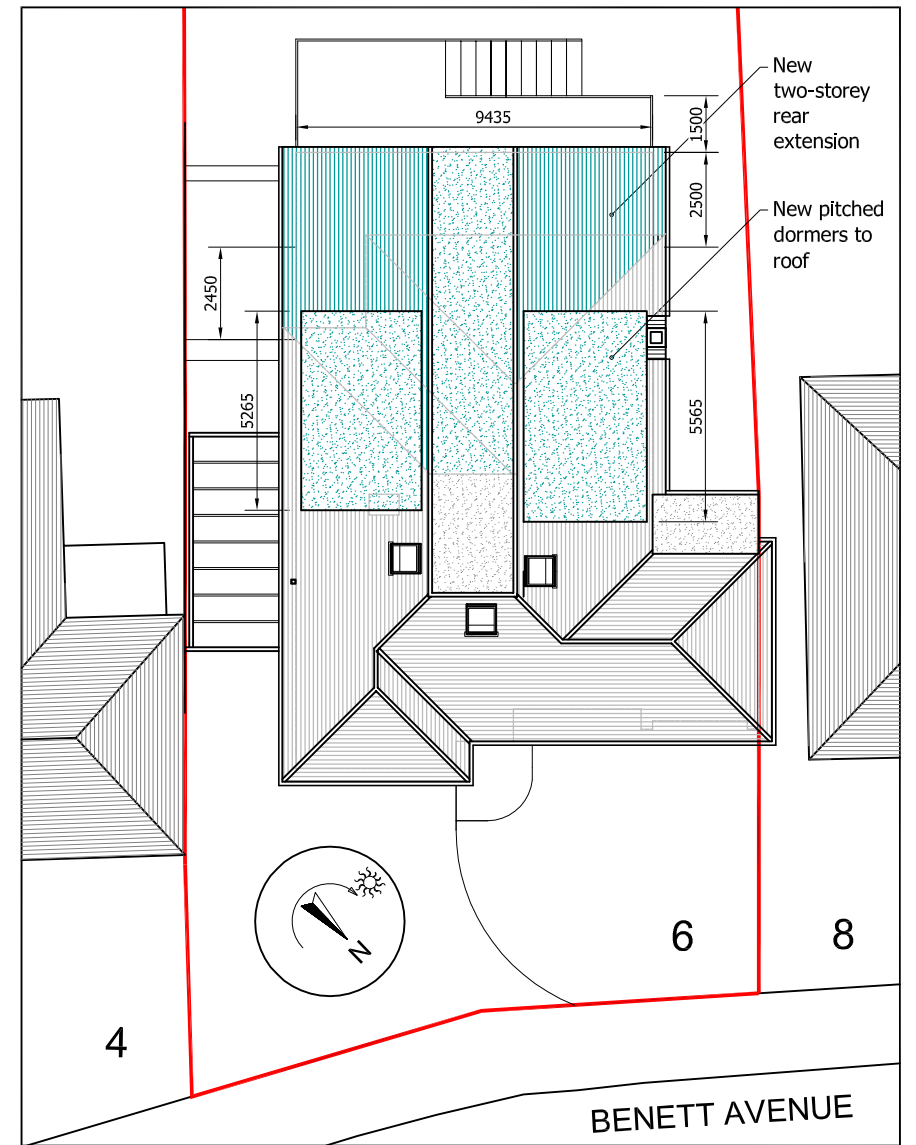 New
two-storey
rear
extension
9435
1500
2500
New pitched
dormers to
roof
2450
5265
5565
N
6
8
4
BENETT AVENUE